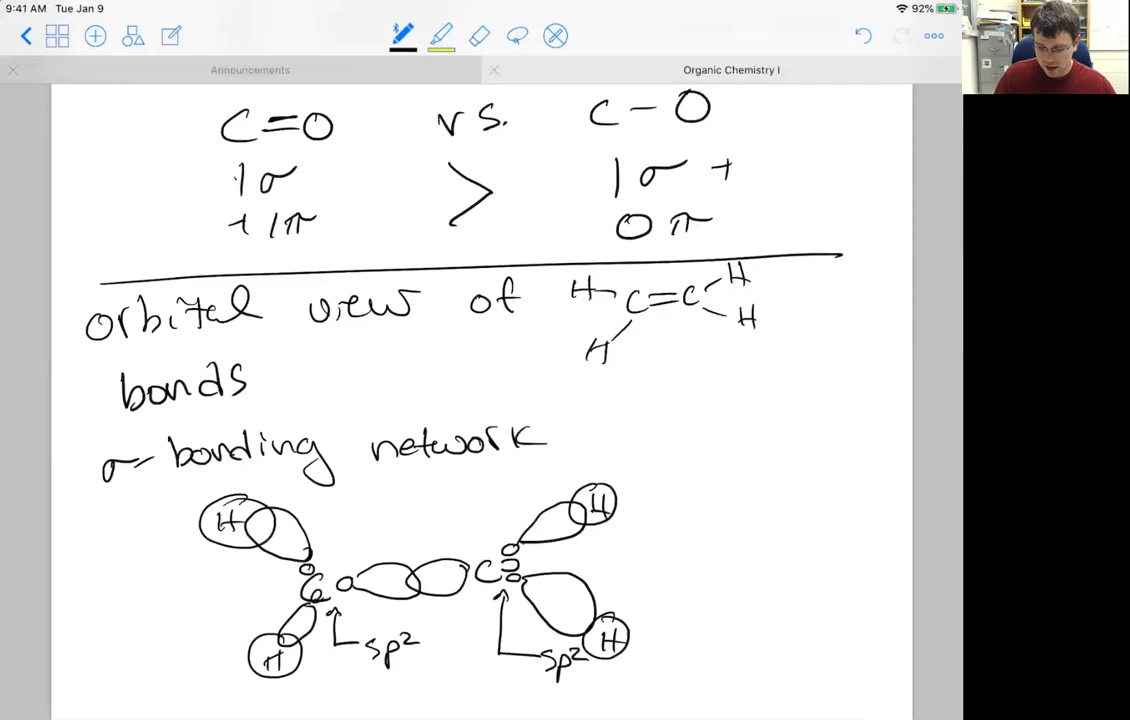 9:41 AM Tue Jan 9
92%
Announcements
Organic Chemistry I
C=O vs. C-O
1σ > 1σ +
+ 1π 0π
orbital view of H C=C H
H H
bonds
σ- bonding network
H H
C C
H sp² sp² H